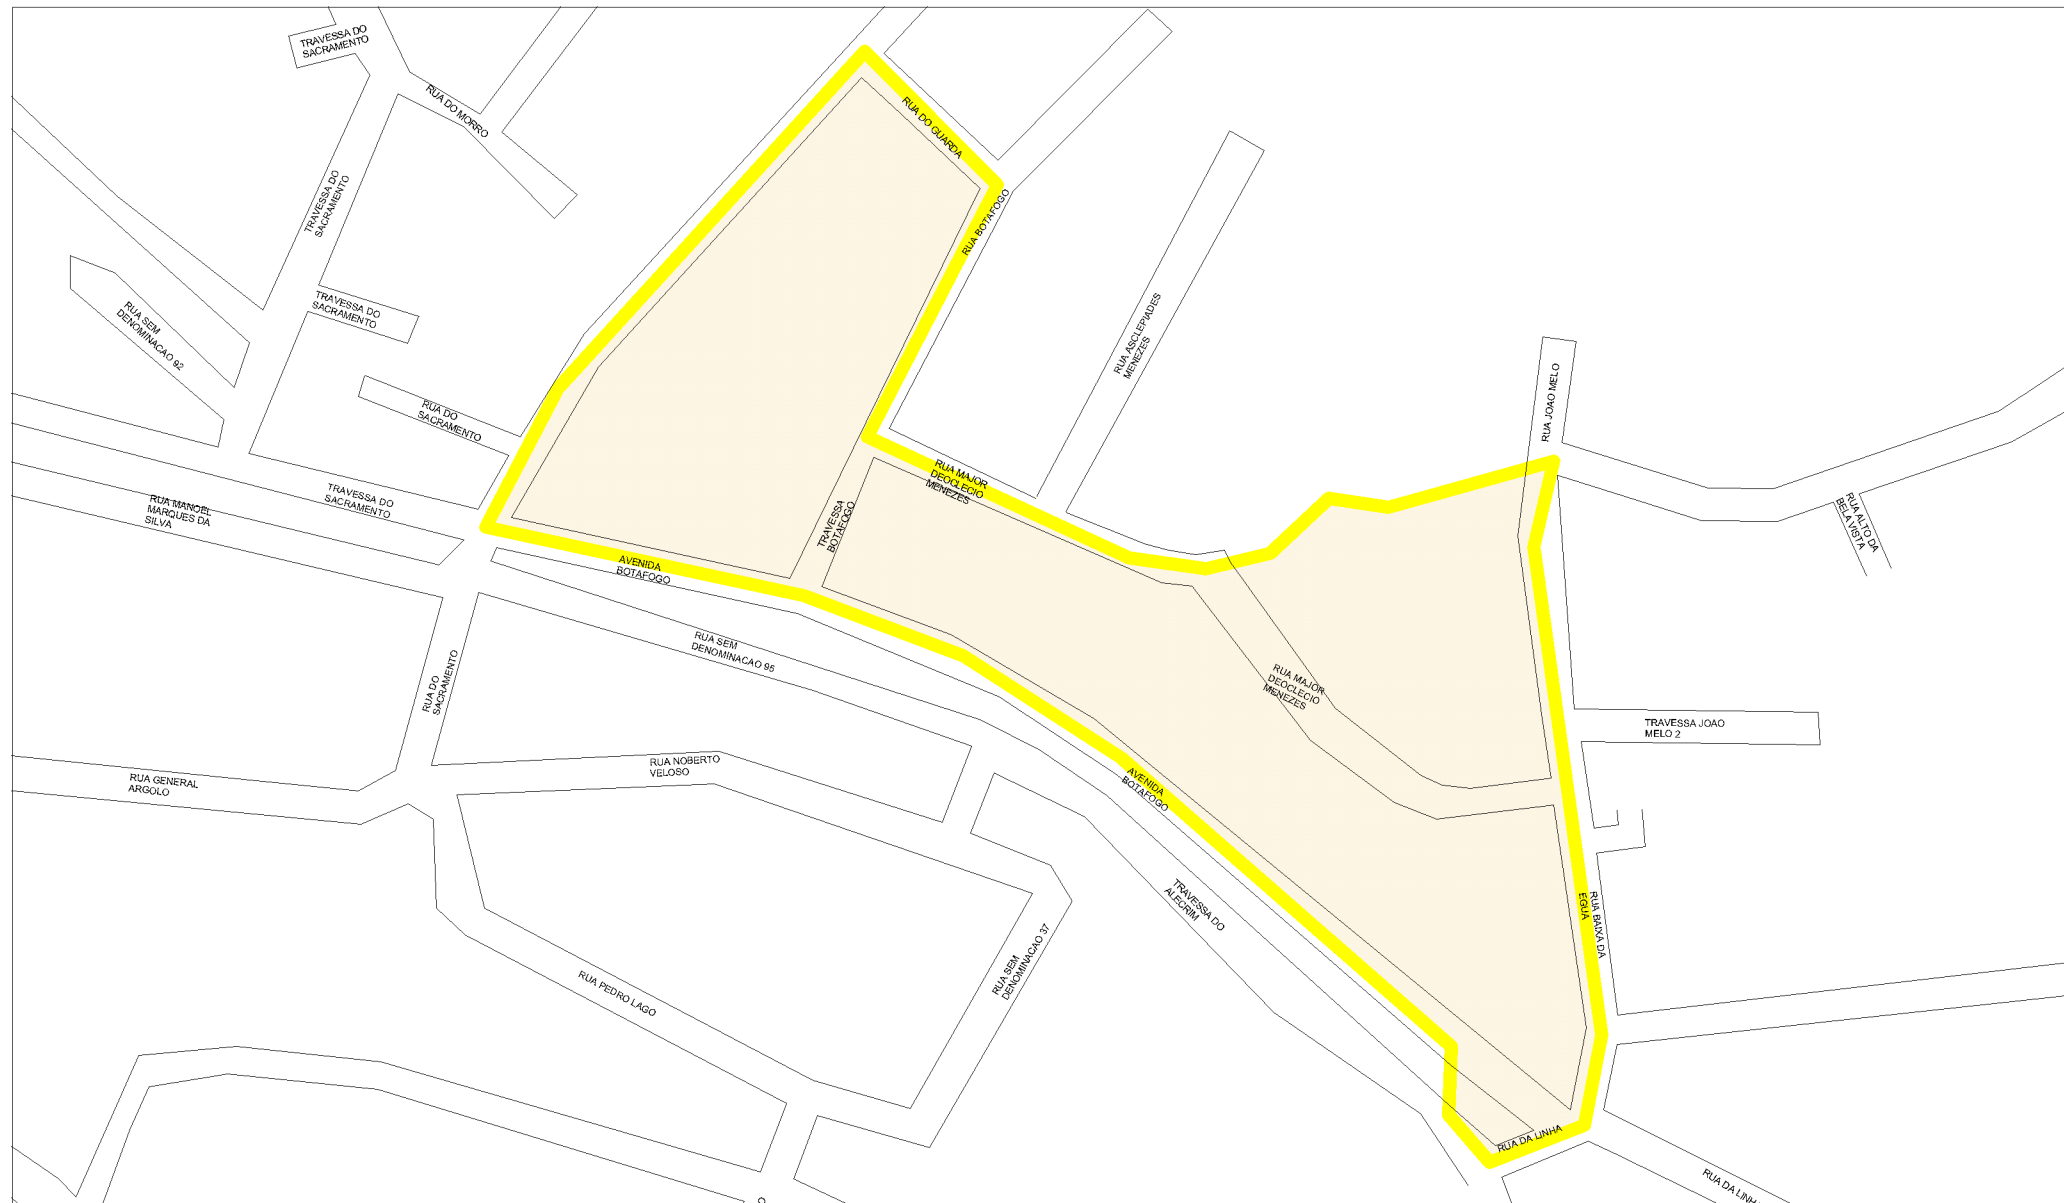 TRAVESSA DO
SACRAMENTO
RUA DO MORRO
RUA DO GUARDA
TRAVESSA DO
SACRAMENTO
RUA BOTAFOGO
TRAVESSA DO
SACRAMENTO
RUA SEM
DENOMINACAO 92
RUA ASCLEPIADES
MENEZES
RUA JOAO MELO
RUA DO
SACRAMENTO
RUA MAJOR
DEOCLECIO
MENEZES
TRAVESSA DO
SACRAMENTO
RUA MANOEL
MARQUES DA
SILVA
TRAVESSA
BOTAFOGO
RUA ALTO DA
BELA VISTA
AVENIDA
BOTAFOGO
RUA SEM
DENOMINACAO 95
RUA DO
SACRAMENTO
RUA MAJOR
DEOCLECIO
MENEZES
TRAVESSA JOAO
MELO 2
RUA NOBERTO
VELOSO
RUA GENERAL
ARGOLO
AVENIDA
BOTAFOGO
TRAVESSA DO
ALECRIM
RUA BAIXA DA
EGUA
RUA SEM
DENOMINACAO 37
RUA PEDRO LAGO
RUA DA LINHA
RUA DA LINHA